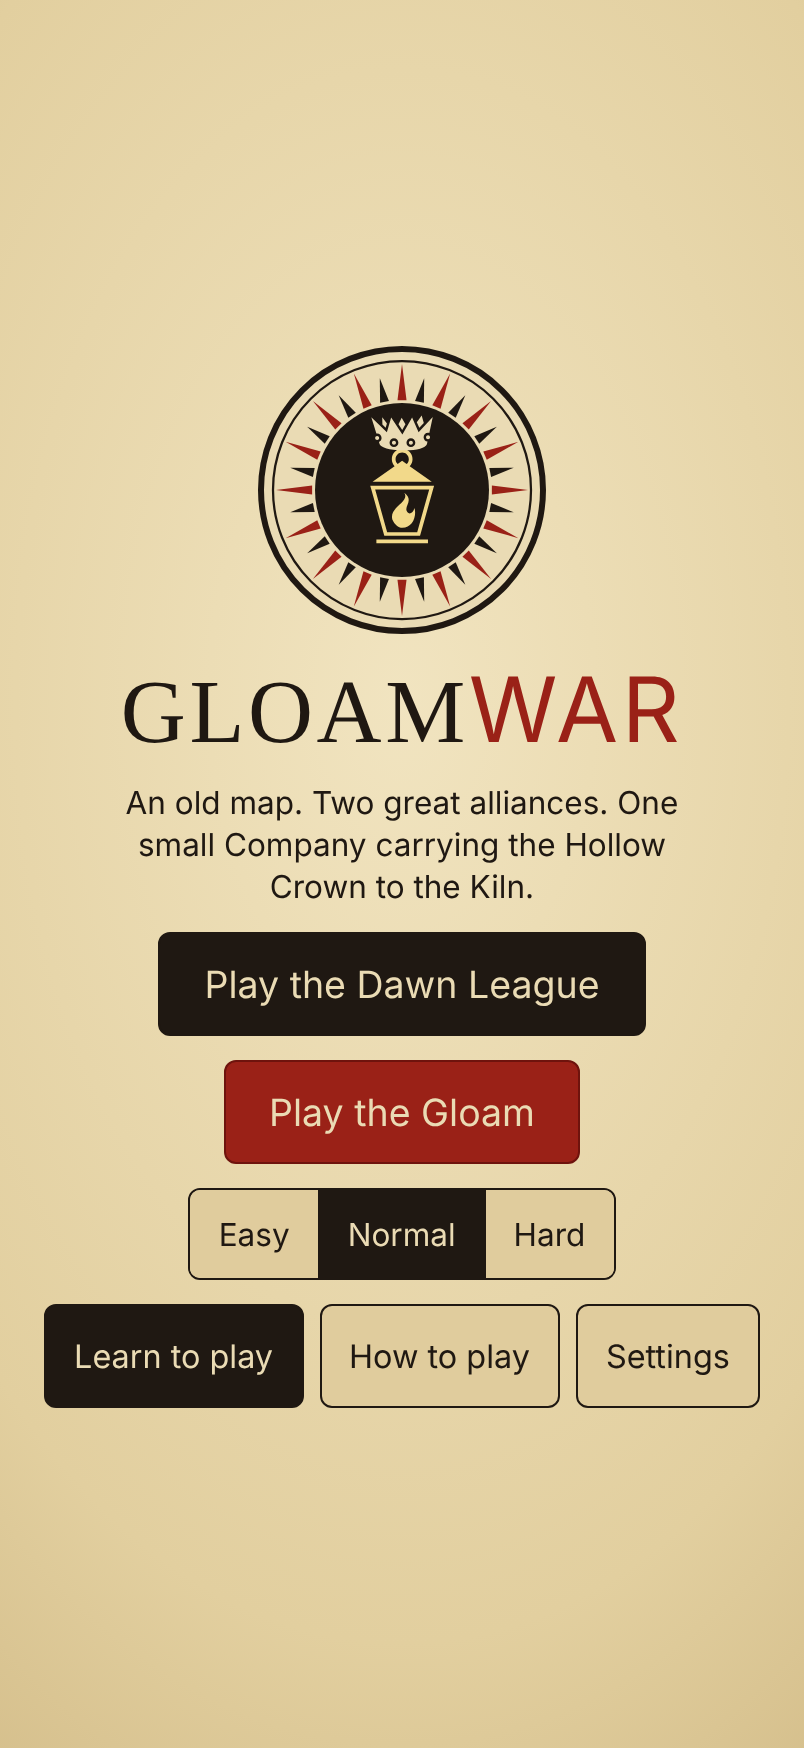 GLOAMWAR
An old map. Two great alliances. One
small Company carrying the Hollow
Crown to the Kiln.
Play the Dawn League
Play the Gloam
Easy Normal Hard
Learn to play How to play Settings